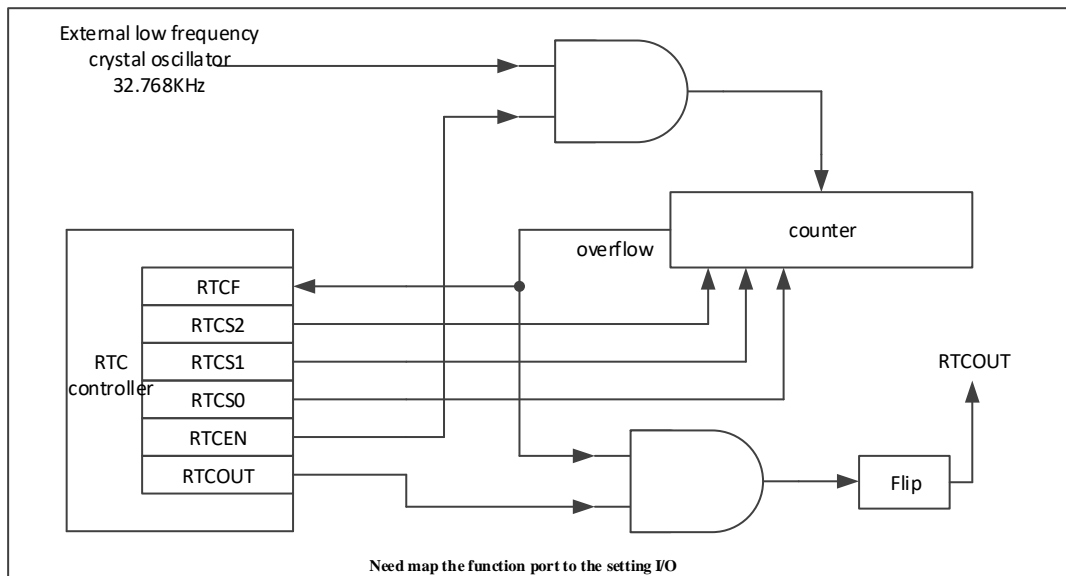 External low frequency
crystal oscillator
32.768KHz
counter
overflow
RTCF
RTCS2
RTCS1
RTC
controller
RTCS0
RTCEN
RTCOUT
RTCOUT
Flip
Need map the function port to the setting I/O